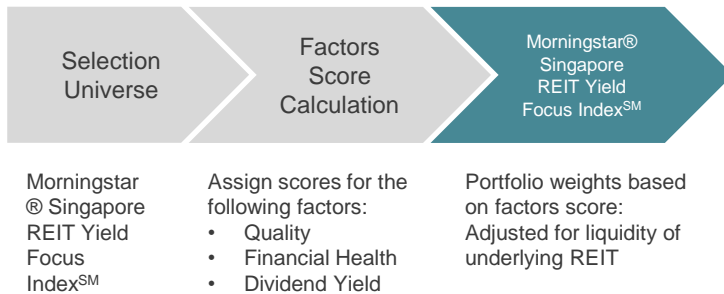 Selection
Universe
Factors
Score
Calculation
Morningstar®
Singapore
REIT Yield
Focus Index℠
Morningstar
® Singapore
REIT Yield
Focus
Index℠
Assign scores for the
following factors:
• Quality
• Financial Health
• Dividend Yield
Portfolio weights based
on factors score:
Adjusted for liquidity of
underlying REIT